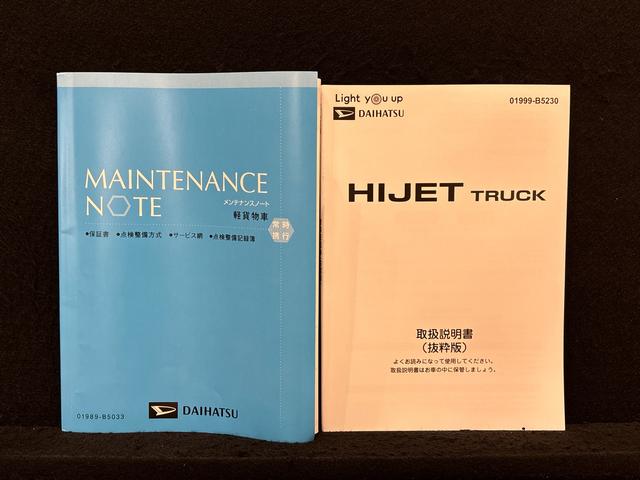 MAINTENANCE
NOTE
メンテナンスノート
軽貨物車
常時
携行
●保証書 ●点検整備方式 ●サービス網 ●点検整備記録簿
DAIHATSU
01989-B5033
Light you up
DAIHATSU
01999-B5230
HIJET TRUCK
取扱説明書
（抜粋版）
よくお読みになって使用してください。
取扱説明書はお車の中に保管しましょう。